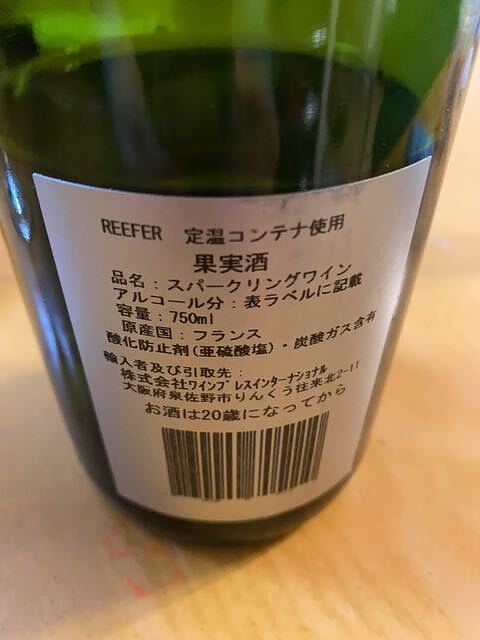 REEFER 定温コンテナ使用
果実酒
品名：スパークリングワイン
アルコール分：表ラベルに記載
容量：750ml
原産国：フランス
酸化防止剤(亜硫酸塩)・炭酸ガス含有
輸入者及び引取先：
株式会社ﾜｲﾝﾌﾟﾚｽｲﾝﾀｰﾅｼｮﾅﾙ
大阪府泉佐野市りんくう往来北2-11
お酒は20歳になってから